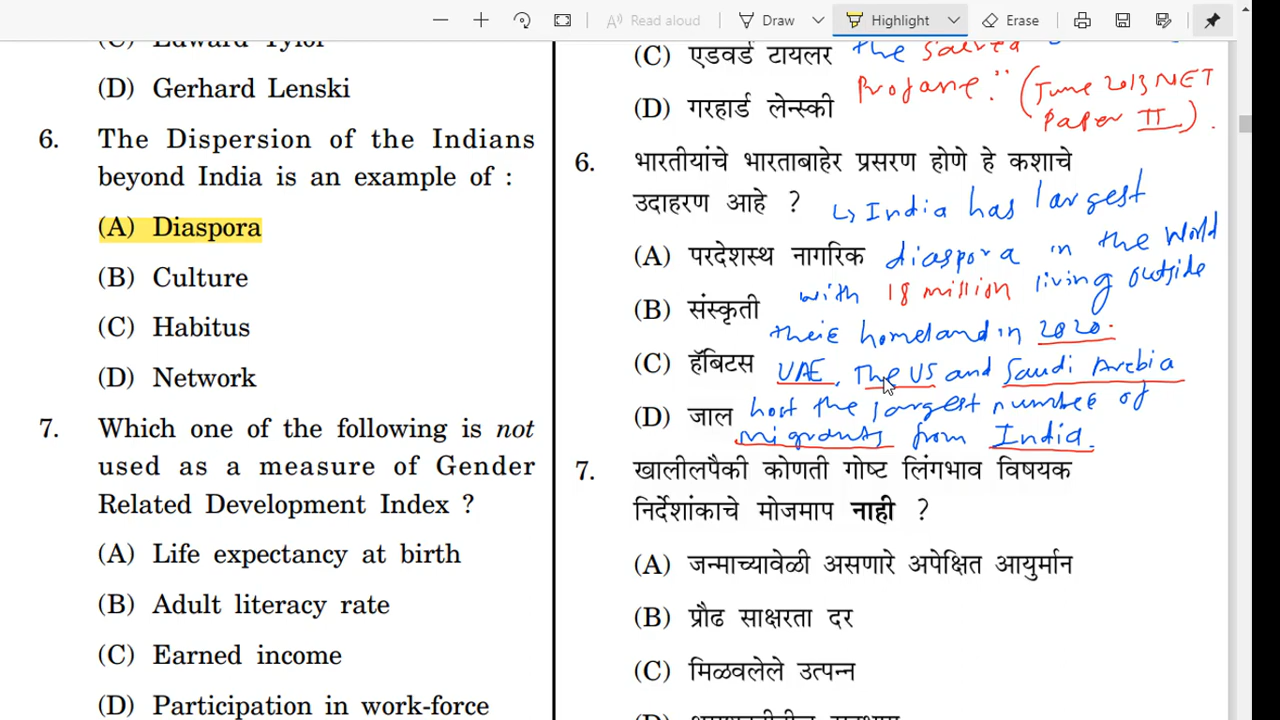 Read aloud
Draw
Highlight
Erase
(C) Edward Tylor
(D) Gerhard Lenski
6. The Dispersion of the Indians
beyond India is an example of :
(A) Diaspora
(B) Culture
(C) Habitus
(D) Network
7. Which one of the following is not
used as a measure of Gender
Related Development Index ?
(A) Life expectancy at birth
(B) Adult literacy rate
(C) Earned income
(D) Participation in work-force
(C) एडवर्ड टायलर
the Sacred
(D) गरहार्ड लेन्स्की
Profane." (June 2013 NET
Paper II).
6. भारतीयांचे भारताबाहेर प्रसरण होणे हे कशाचे
उदाहरण आहे ?
(A) परदेशस्थ नागरिक
(B) संस्कृती
(C) हॅबिटस
(D) जाल
↳ India has largest
diaspora in the World
with 18 million living outside
their homeland in 2020.
UAE, The US and Saudi Arebia
host the largest number of
migrants from India.
7. खालीलपैकी कोणती गोष्ट लिंगभाव विषयक
निर्देशांकाचे मोजमाप नाही ?
(A) जन्माच्यावेळी असणारे अपेक्षित आयुर्मान
(B) प्रौढ साक्षरता दर
(C) मिळवलेले उत्पन्न